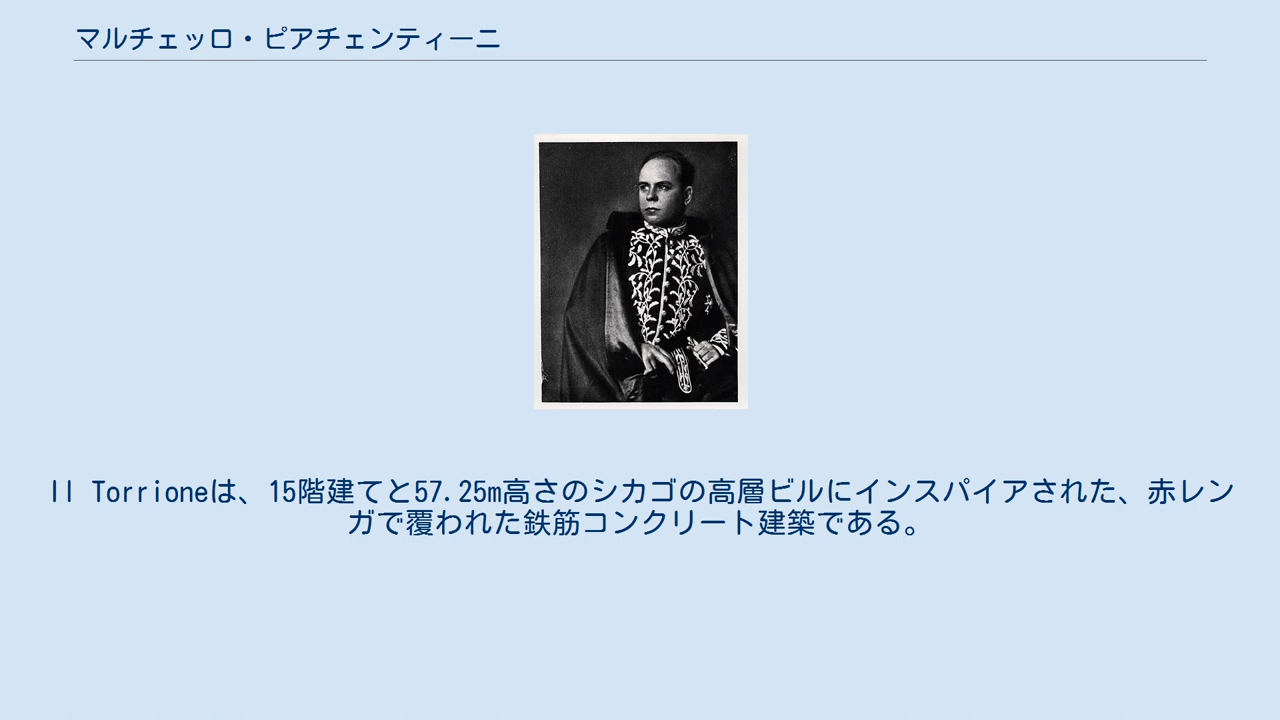 マルチェッロ・ピアチェンティーニ
Il Torrioneは、15階建てと57.25m高さのシカゴの高層ビルにインスパイアされた、赤レン
ガで覆われた鉄筋コンクリート建築である。